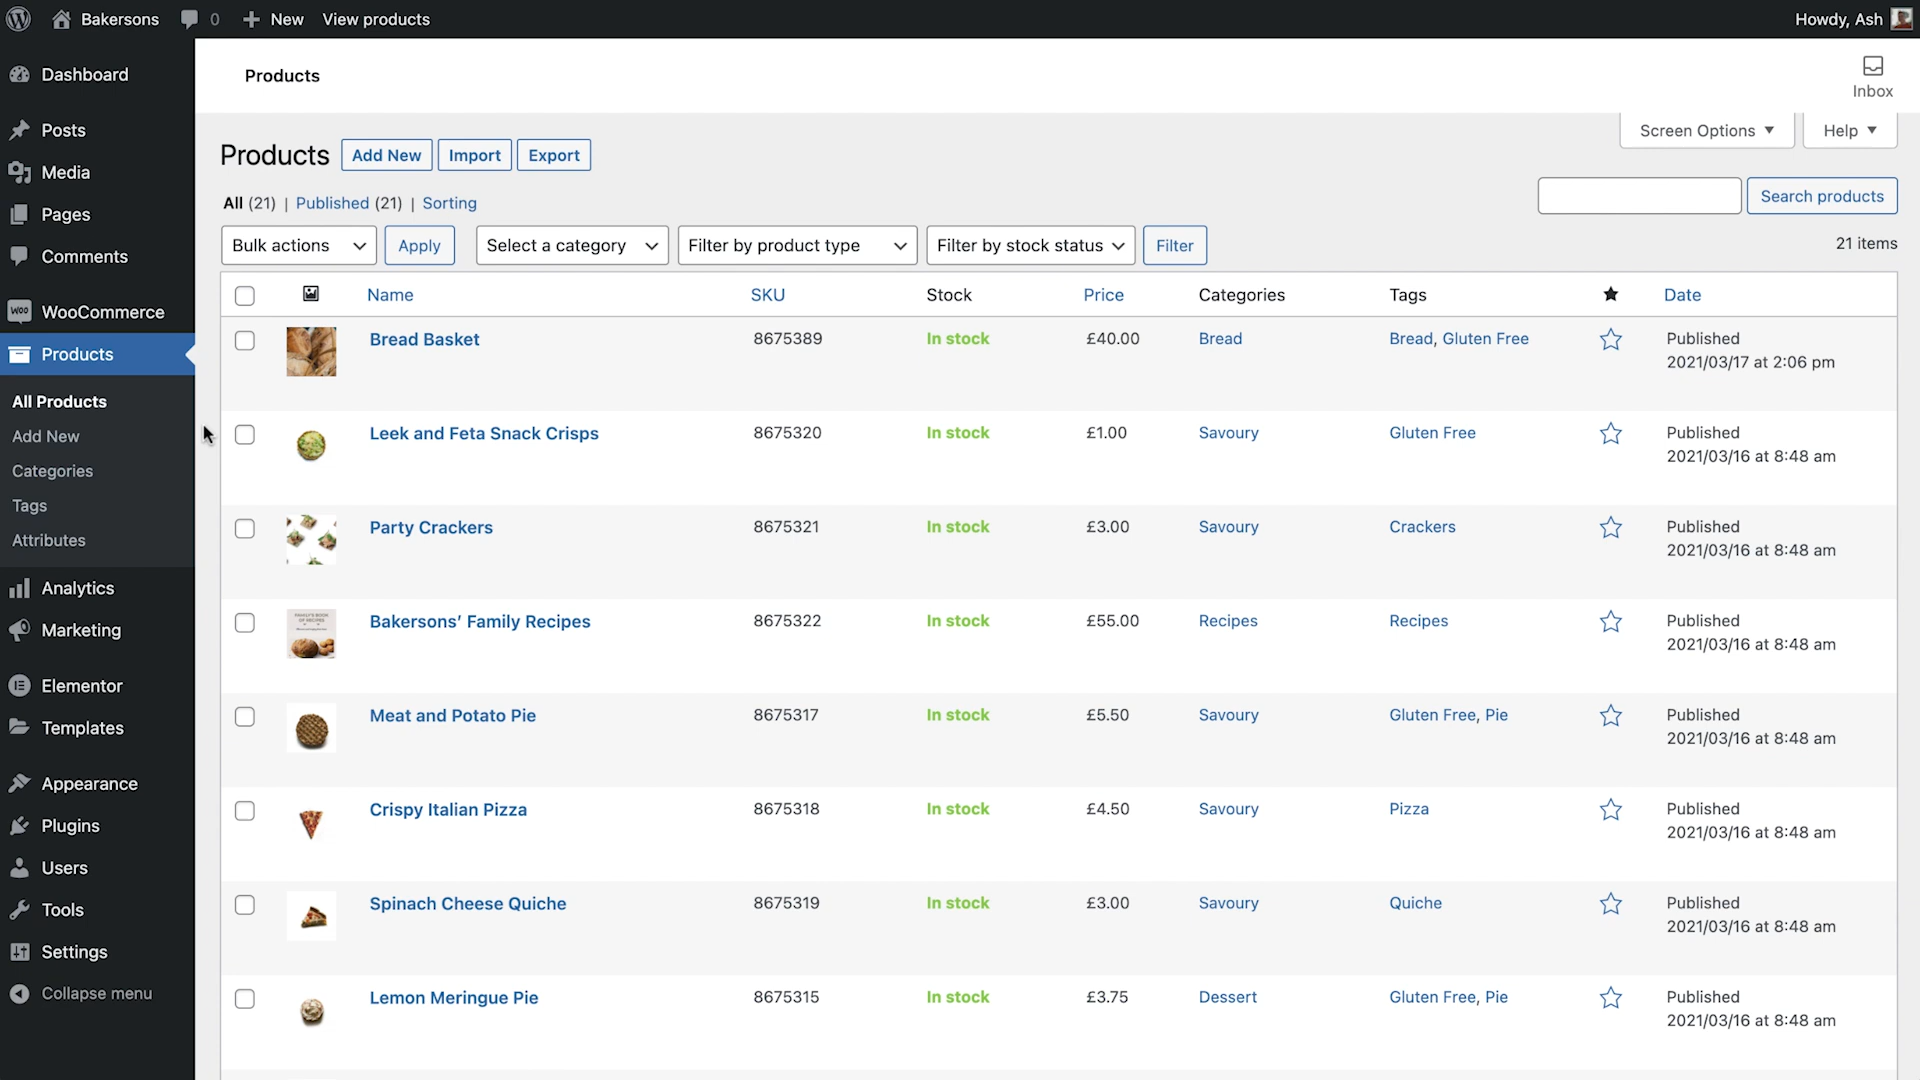 Bakersons 0 New View products Howdy, Ash
Dashboard
Posts
Media
Pages
Comments
WooCommerce
Products
All Products
Add New
Categories
Tags
Attributes
Analytics
Marketing
Elementor
Templates
Appearance
Plugins
Users
Tools
Settings
Collapse menu
Products
Inbox
Screen Options Help
Products Add New Import Export
All (21) | Published (21) | Sorting
Search products
Bulk actions Apply Select a category Filter by product type Filter by stock status Filter
21 items
Name SKU Stock Price Categories Tags Date
Bread Basket 8675389 In stock £40.00 Bread Bread, Gluten Free Published
2021/03/17 at 2:06 pm
Leek and Feta Snack Crisps 8675320 In stock £1.00 Savoury Gluten Free Published
2021/03/16 at 8:48 am
Party Crackers 8675321 In stock £3.00 Savoury Crackers Published
2021/03/16 at 8:48 am
Bakersons’ Family Recipes 8675322 In stock £55.00 Recipes Recipes Published
2021/03/16 at 8:48 am
Meat and Potato Pie 8675317 In stock £5.50 Savoury Gluten Free, Pie Published
2021/03/16 at 8:48 am
Crispy Italian Pizza 8675318 In stock £4.50 Savoury Pizza Published
2021/03/16 at 8:48 am
Spinach Cheese Quiche 8675319 In stock £3.00 Savoury Quiche Published
2021/03/16 at 8:48 am
Lemon Meringue Pie 8675315 In stock £3.75 Dessert Gluten Free, Pie Published
2021/03/16 at 8:48 am